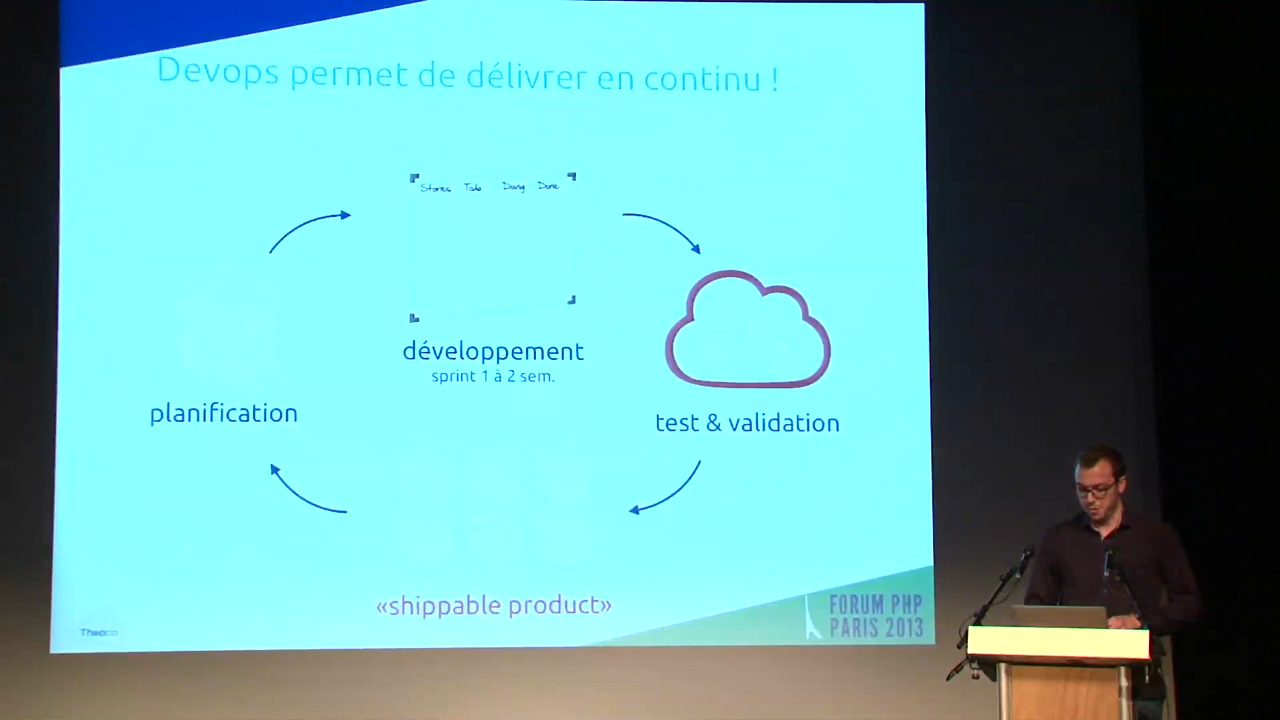 Devops permet de délivrer en continu !
Stories Todo Doing Done
développement
sprint 1 à 2 sem.
planification
test & validation
«shippable product»
Theodo
FORUM PHP
PARIS 2013